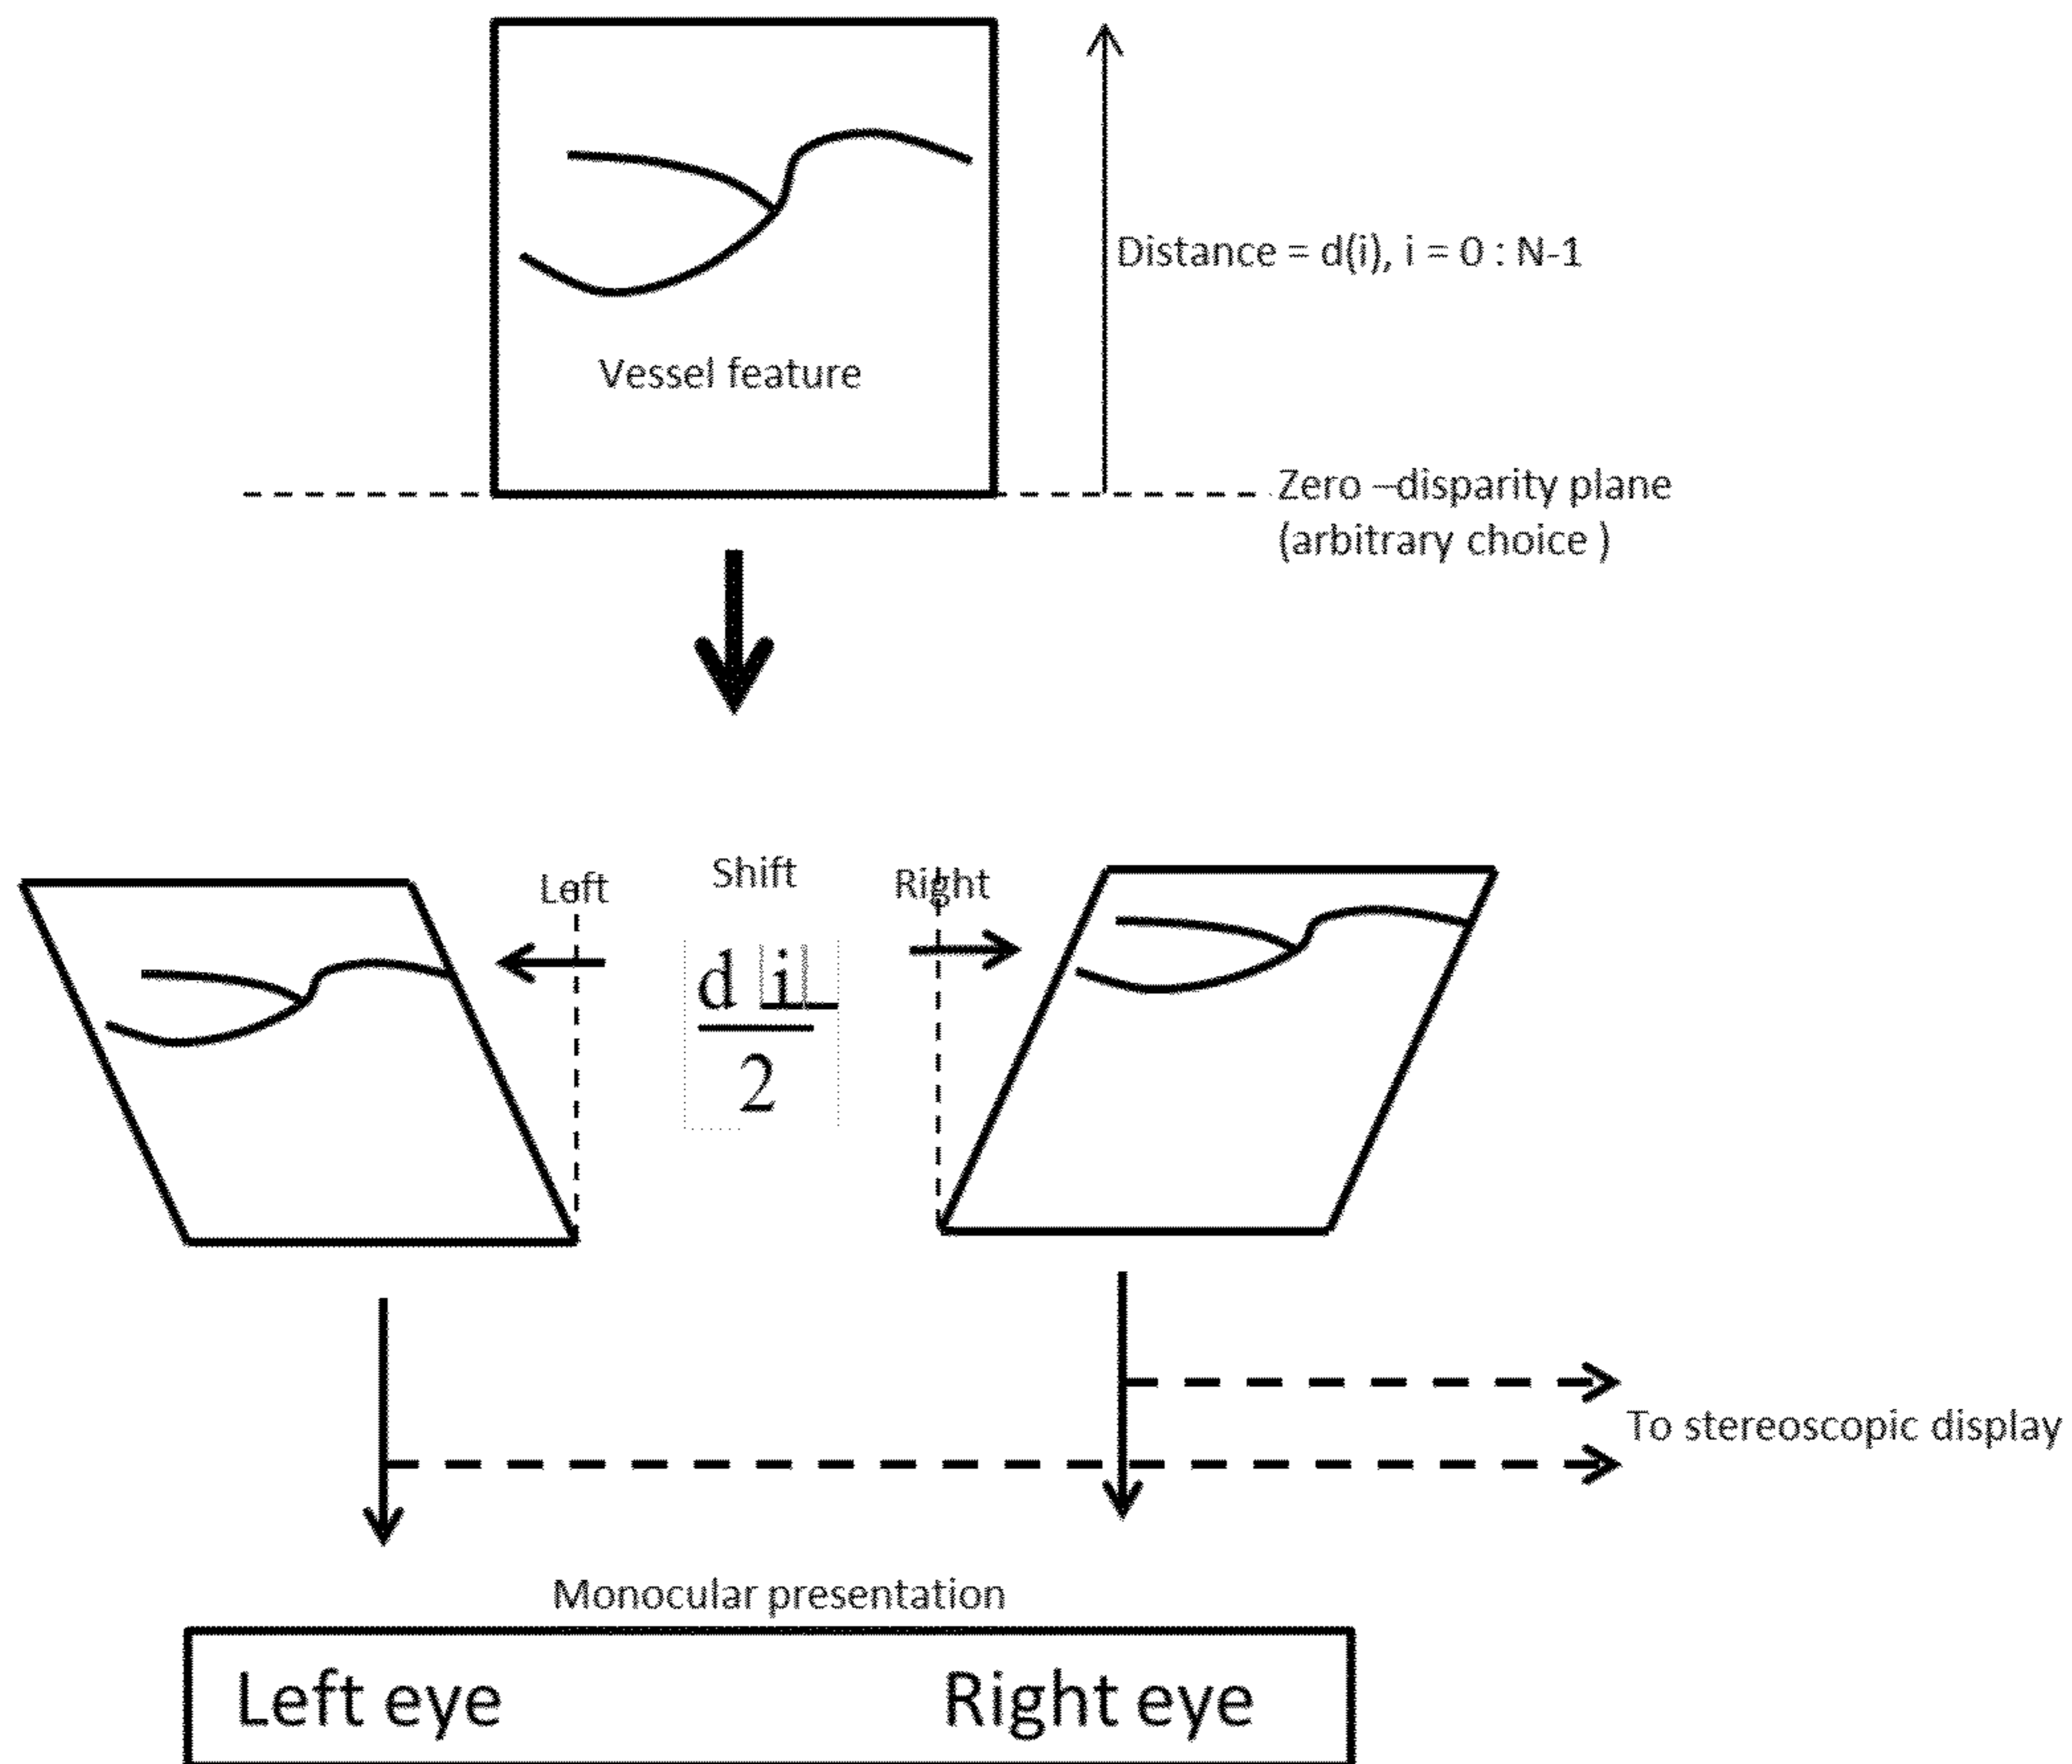 Distance = d(i), i = 0 : N-1
Vessel feature
Zero –disparity plane
(arbitrary choice )
Left
Shift
Right
d i
2
To stereoscopic display
Monocular presentation
Left eye
Right eye